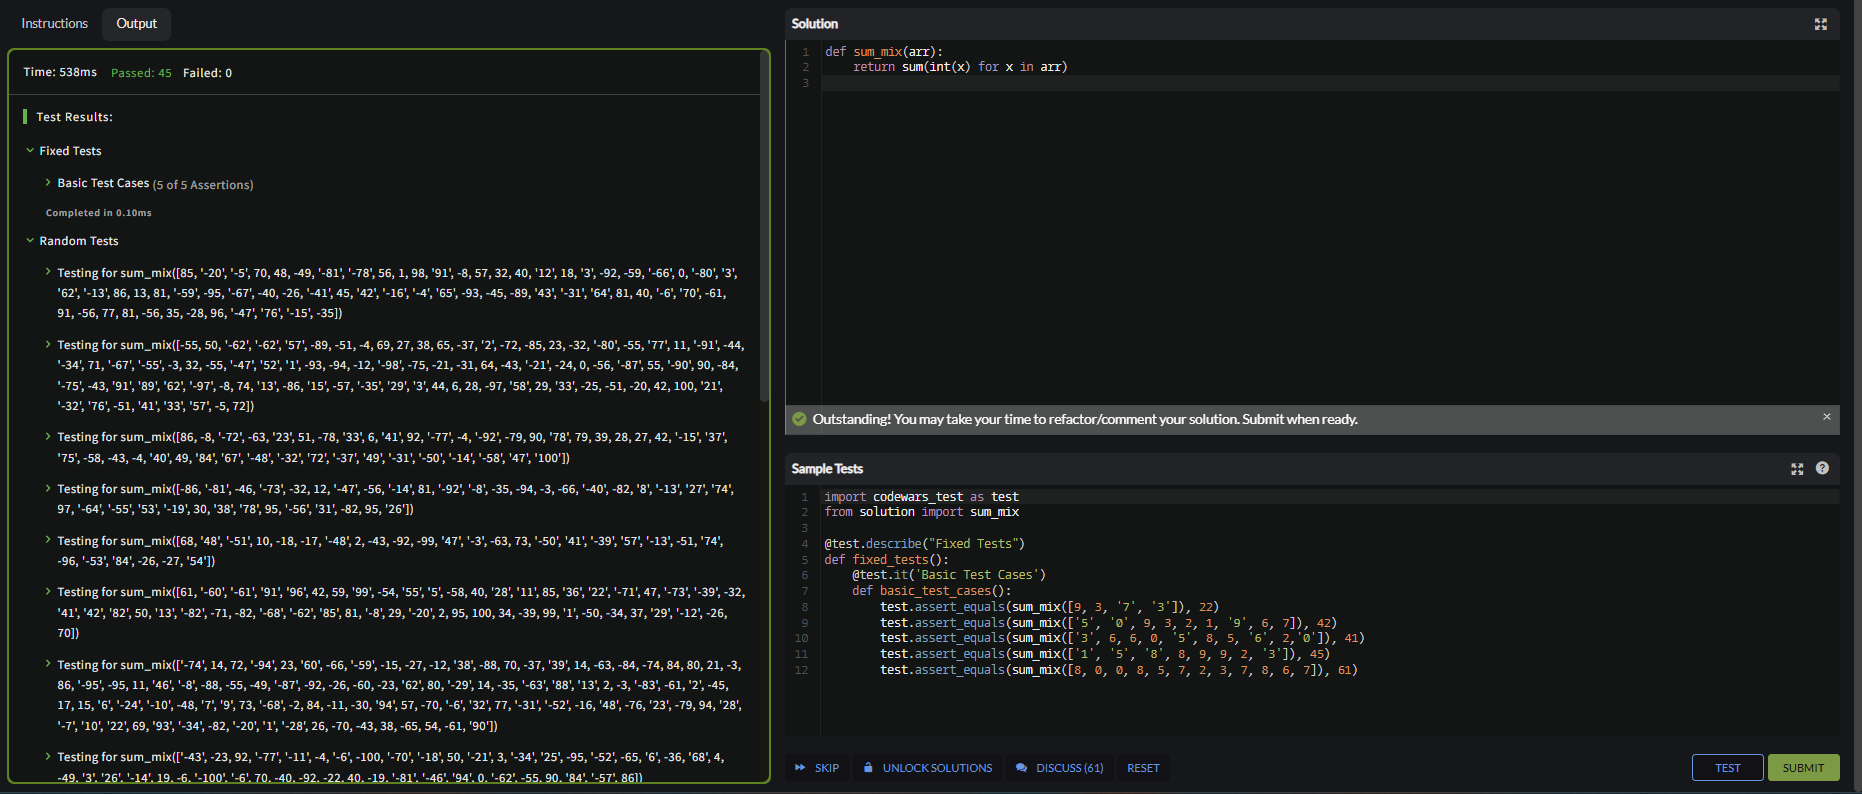 Instructions
Output
Time: 538ms Passed: 45 Failed: 0
Test Results:
Fixed Tests
Basic Test Cases (5 of 5 Assertions)
Completed in 0.10ms
Random Tests
Testing for sum_mix([85, '-20', '-5', 70, 48, -49, '-81', '-78', 56, 1, 98, '91', -8, 57, 32, 40, '12', 18, '3', -92, -59, '-66', 0, '-80', '3',
'62', '-13', 86, 13, 81, '-59', -95, '-67', -40, -26, '-41', 45, '42', '-16', '-4', '65', -93, -45, -89, '43', '-31', '64', 81, 40, '-6', '70', -61,
91, -56, 77, 81, -56, 35, -28, 96, '-47', '76', '-15', -35])
Testing for sum_mix([-55, 50, '-62', '-62', '57', -89, -51, -4, 69, 27, 38, 65, -37, '2', -72, -85, 23, -32, '-80', -55, '77', 11, '-91', -44,
'-34', 71, '-67', '-55', -3, 32, -55, '-47', '52', '1', -93, -94, -12, '-98', -75, -21, -31, 64, -43, '-21', -24, 0, -56, '-87', 55, '-90', 90, -84,
'-75', -43, '91', '89', '62', '-97', -8, 74, '13', -86, '15', -57, '-35', '29', '3', 44, 6, 28, -97, '58', 29, '33', -25, -51, -20, 42, 100, '21',
'-32', '76', -51, '41', '33', '57', -5, 72])
Testing for sum_mix([86, -8, '-72', -63, '23', 51, -78, '33', 6, '41', 92, '-77', -4, '-92', -79, 90, '78', 79, 39, 28, 27, 42, '-15', '37',
'75', -58, -43, -4, '40', 49, '84', '67', '-48', '-32', '72', '-37', '49', '-31', '-50', '-14', '-58', '47', '100'])
Testing for sum_mix([-86, '-81', -46, '-73', -32, 12, '-47', -56, '-14', 81, '-92', '-8', -35, -94, -3, -66, '-40', -82, '8', '-13', '27', '74',
97, '-64', '-55', '53', '-19', 30, '38', '78', 95, '-56', '31', -82, 95, '26'])
Testing for sum_mix([68, '48', '-51', 10, -18, -17, '-48', 2, -43, -92, -99, '47', '-3', -63, 73, '-50', '41', '-39', '57', '-13', -51, '74',
-96, '-53', '84', -26, -27, '54'])
Testing for sum_mix([61, '-60', '-61', '91', '96', 42, 59, '99', -54, '55', '5', -58, 40, '28', '11', 85, '36', '22', '-71', 47, '-73', '-39', -32,
'41', '42', '82', 50, '13', '-82', -71, -82, '-68', '-62', '85', 81, '-8', 29, '-20', 2, 95, 100, 34, -39, 99, '1', -50, -34, 37, '29', '-12', -26,
70])
Testing for sum_mix(['-74', 14, 72, '-94', 23, '60', -66, '-59', -15, -27, -12, '38', -88, 70, -37, '39', 14, -63, -84, -74, 84, 80, 21, -3,
86, '-95', -95, 11, '46', '-8', -88, -55, -49, '-87', -92, -26, -60, -23, '62', 80, '-29', 14, -35, '-63', '88', '13', 2, -3, '-83', -61, '2', -45,
17, 15, '6', '-24', '-10', -48, '7', '9', 73, '-68', -2, 84, -11, -30, '94', 57, -70, '-6', '32', 77, '-31', '-52', -16, '48', -76, '23', -79, 94, '28',
'-7', '10', '22', 69, '93', '-34', -82, '-20', '1', '-28', 26, -70, -43, 38, -65, 54, -61, '90'])
Testing for sum_mix(['-43', -23, 92, '-77', '-11', -4, '-6', -100, '-70', '-18', 50, '-21', 3, '-34', '25', -95, '-52', -65, '6', -36, '68', 4,
-49, '3', '26', '-14', 19, -6, '-100', '-6', 70, -40, -92, -22, 40, -19, '-81', '-46', '94', 0, '-62', -55, 90, '84', '-57', 86])
Solution
1 def sum_mix(arr):
2 return sum(int(x) for x in arr)
3
Outstanding! You may take your time to refactor/comment your solution. Submit when ready.
Sample Tests
1 import codewars_test as test
2 from solution import sum_mix
3
4 @test.describe("Fixed Tests")
5 def fixed_tests():
6 @test.it('Basic Test Cases')
7 def basic_test_cases():
8 test.assert_equals(sum_mix([9, 3, '7', '3']), 22)
9 test.assert_equals(sum_mix(['5', '0', 9, 3, 2, 1, '9', 6, 7]), 42)
10 test.assert_equals(sum_mix(['3', 6, 6, 0, '5', 8, 5, '6', 2,'0']), 41)
11 test.assert_equals(sum_mix(['1', '5', '8', 8, 9, 9, 2, '3']), 45)
12 test.assert_equals(sum_mix([8, 0, 0, 8, 5, 7, 2, 3, 7, 8, 6, 7]), 61)
SKIP UNLOCK SOLUTIONS DISCUSS (61) RESET TEST SUBMIT